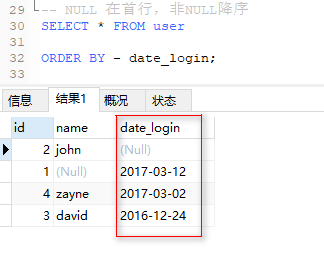 29 -- NULL 在首行，非NULL降序
30 SELECT * FROM user
31
32 ORDER BY - date_login;
33
信息 结果1 概况 状态
id name date_login
2 john (Null)
1 (Null) 2017-03-12
4 zayne 2017-03-02
3 david 2016-12-24